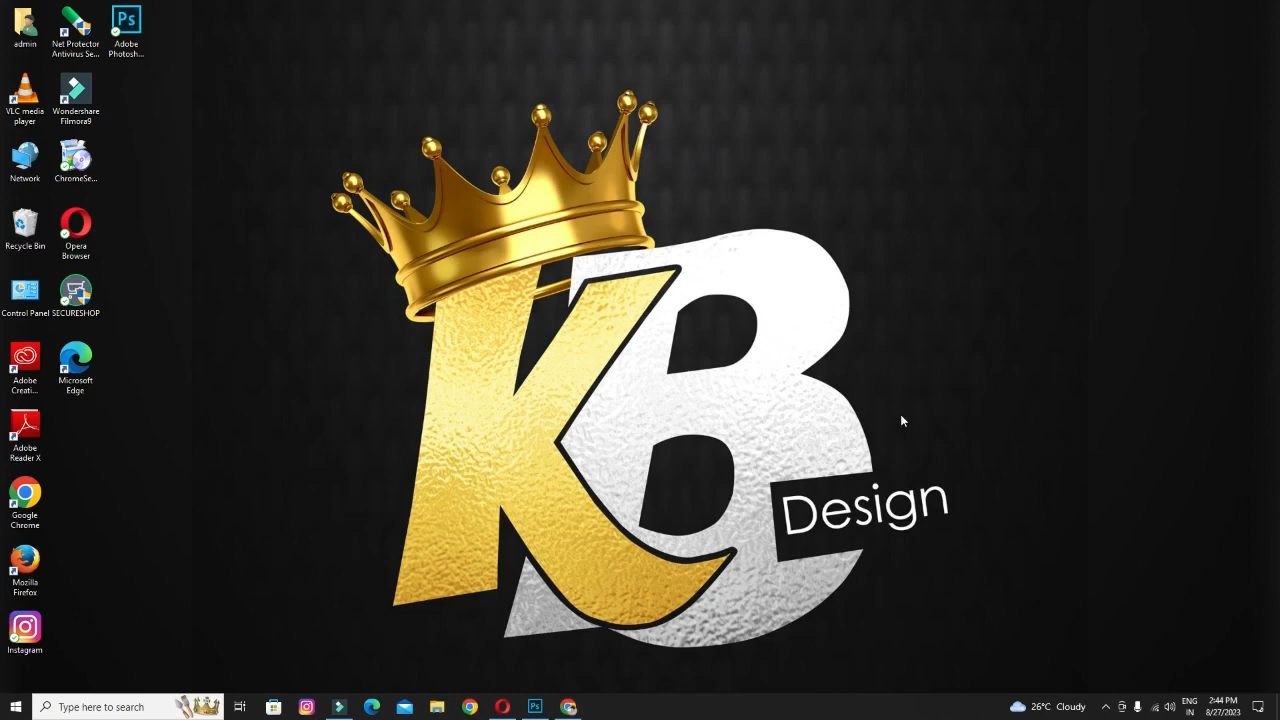 admin
Net Protector
Antivirus Se...
Adobe
Photosh...
VLC media
player
Wondershare
Filmora9
Network
ChromeSe...
Recycle Bin
Opera
Browser
Control Panel
SECURESHOP
Adobe
Creati...
Microsoft
Edge
Adobe
Reader X
Google
Chrome
Mozilla
Firefox
Instagram
Ps
KB
Design
Type here to search
Ps
26°C Cloudy
ENG
IN
2:44 PM
8/27/2023